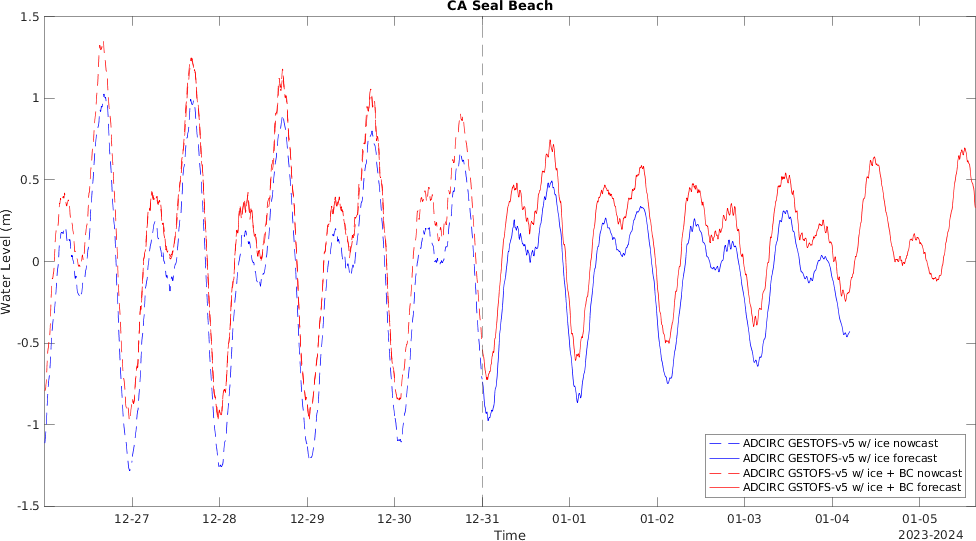 CA Seal Beach
1.5
1
0.5
0
-0.5
-1
-1.5
Water Level (m)
12-27 12-28 12-29 12-30 12-31 01-01 01-02 01-03 01-04 01-05
Time
2023-2024
ADCIRC GESTOFS-v5 w/ ice nowcast
ADCIRC GESTOFS-v5 w/ ice forecast
ADCIRC GSTOFS-v5 w/ ice + BC nowcast
ADCIRC GSTOFS-v5 w/ ice + BC forecast